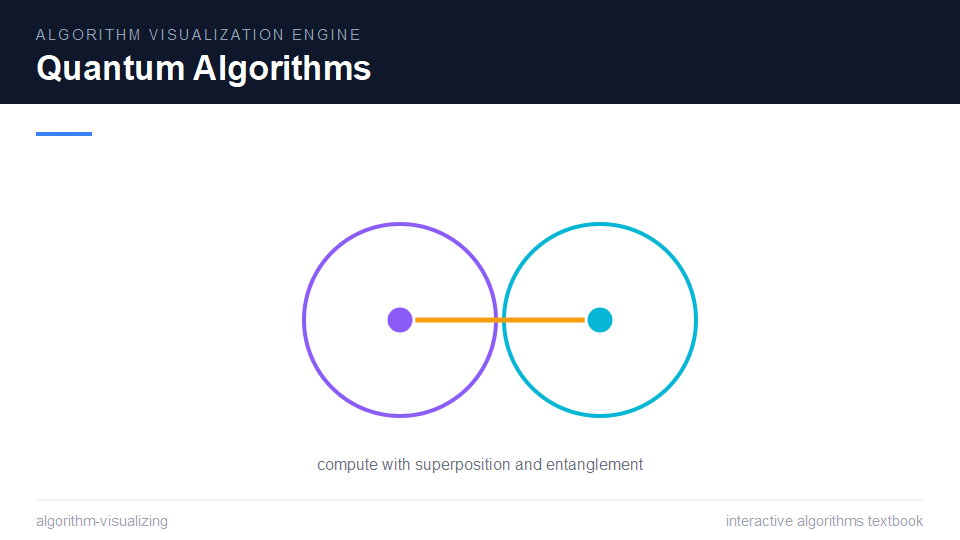 ALGORITHM VISUALIZATION ENGINE
Quantum Algorithms
compute with superposition and entanglement
algorithm-visualizing
interactive algorithms textbook